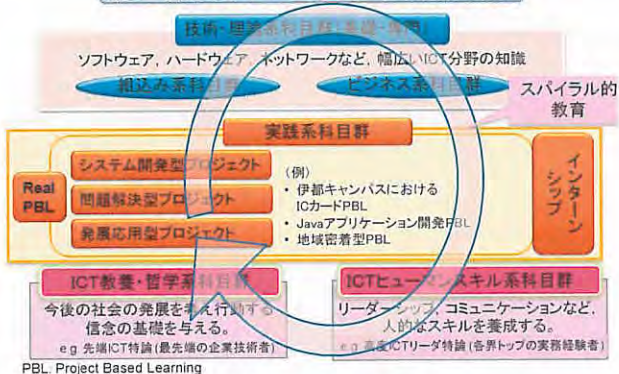 技術・理論系科目群(基礎・専門)
ソフトウェア, ハードウェア, ネットワークなど, 幅広いICT分野の知識
組込み系科目群
ビジネス系科目群
スパイラル的
教育
実践系科目群
Real
PBL
システム開発型プロジェクト
問題解決型プロジェクト
発展応用型プロジェクト
(例)
・ 伊都キャンパスにおける
ICカードPBL
・ Javaアプリケーション開発PBL
・ 地域密着型PBL
インターンシップ
ICT教養・哲学系科目群
今後の社会の発展を考え行動する
信念の基礎を与える。
e.g 先端ICT特論(最先端の企業技術者)
ICTヒューマンスキル系科目群
リーダーシップ, コミュニケーションなど,
人的なスキルを養成する。
e.g 高度ICTリーダ特論(各界トップの実務経験者)
PBL: Project Based Learning